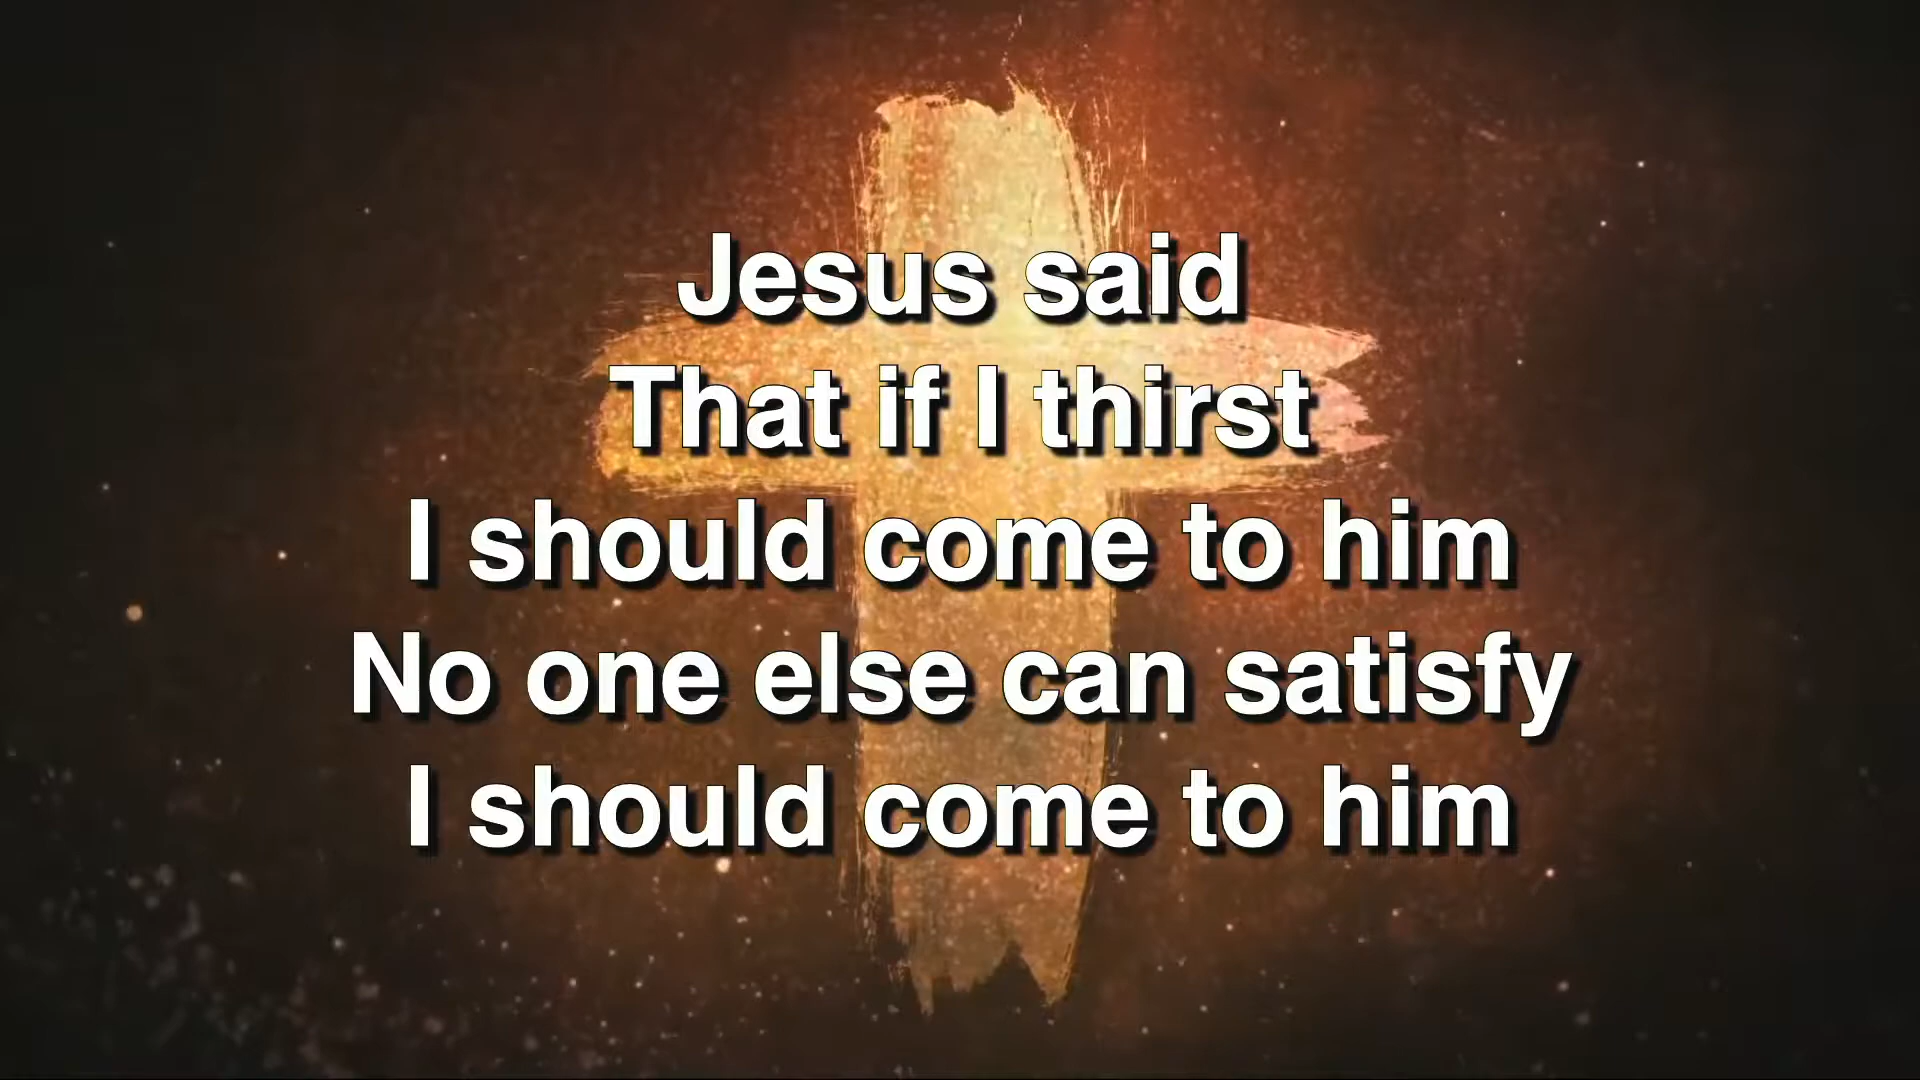 Jesus said
That if I thirst
I should come to him
No one else can satisfy
I should come to him